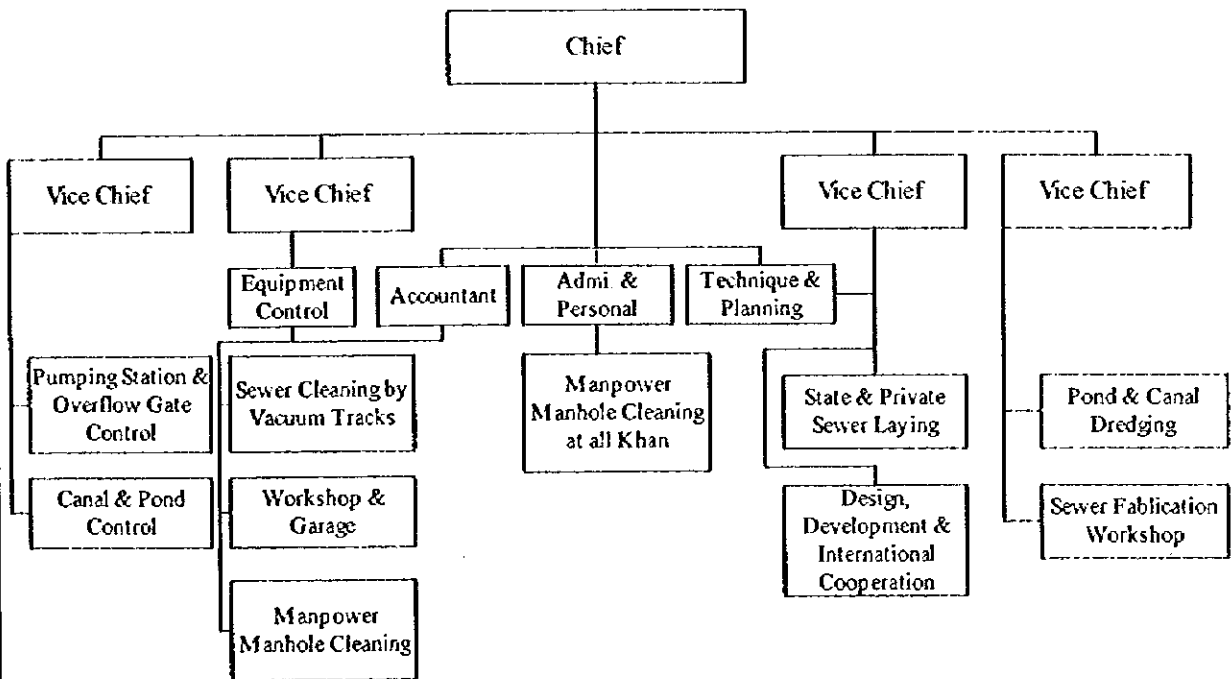 Chief
Vice Chief
Vice Chief
Vice Chief
Vice Chief
Equipment
Control
Accountant
Admi. &
Personal
Technique &
Planning
Pumping Station &
Overflow Gate
Control
Sewer Cleaning by
Vacuum Tracks
Manpower
Manhole Cleaning
at all Khan
State & Private
Sewer Laying
Pond & Canal
Dredging
Canal & Pond
Control
Workshop &
Garage
Design,
Development &
International
Cooperation
Sewer Fablication
Workshop
Manpower
Manhole Cleaning